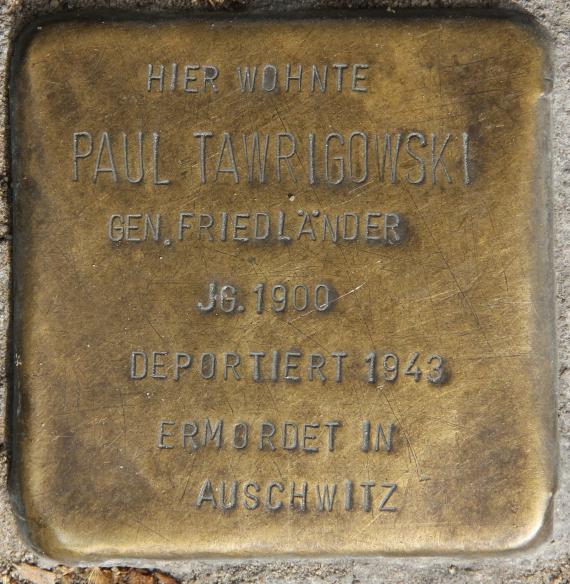 HIER WOHNTE
PAUL TAWRIGOWSKI
GEN. FRIEDLÄNDER
JG. 1900
DEPORTIERT 1943
ERMORDET IN
AUSCHWITZ